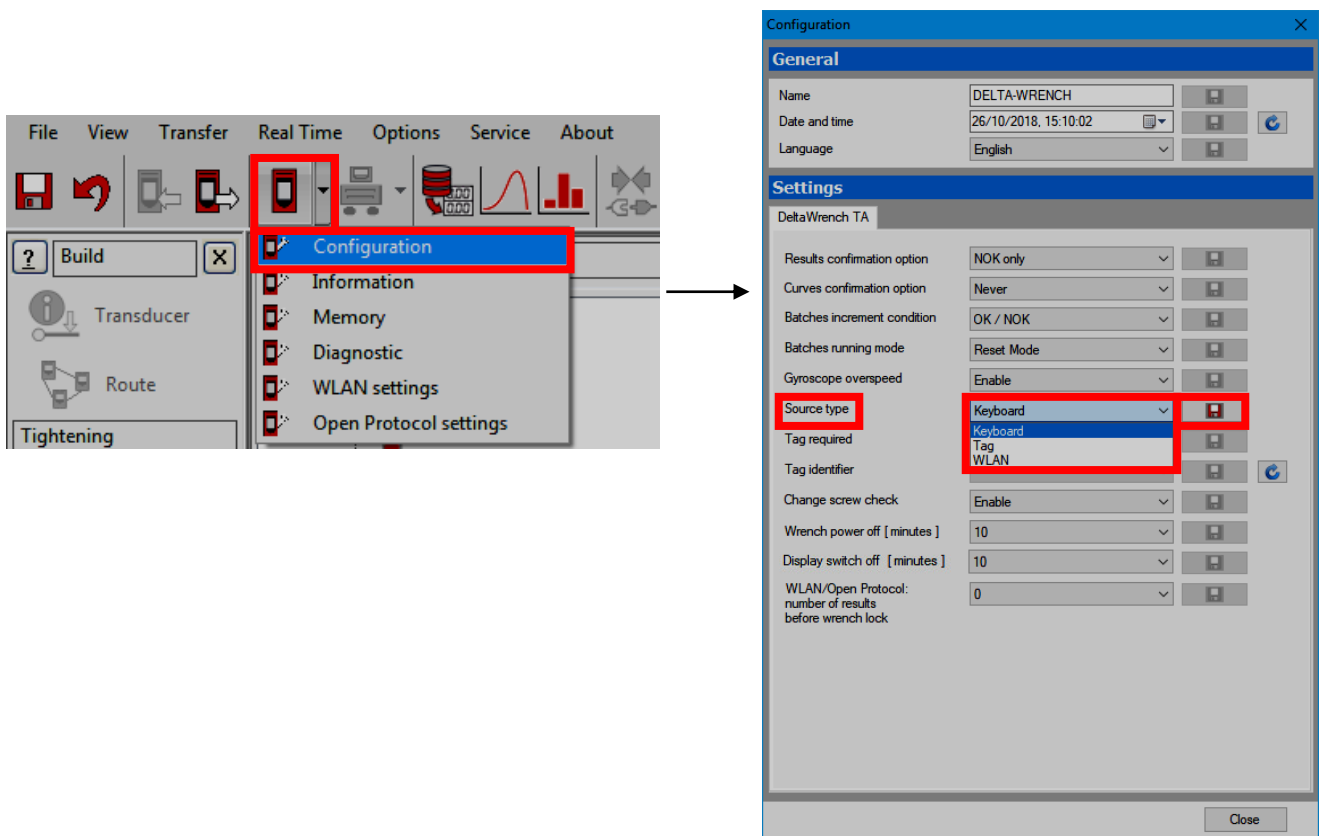 File View Transfer Real Time Options Service About
0.00
0.00
? Build X
Transducer
Route
Tightening
Configuration
Information
Memory
Diagnostic
WLAN settings
Open Protocol settings
Configuration
General
Name DELTA-WRENCH
Date and time 26/10/2018, 15:10:02
Language English
Settings
DeltaWrench TA
Results confirmation option NOK only
Curves confirmation option Never
Batches increment condition OK / NOK
Batches running mode Reset Mode
Gyroscope overspeed Enable
Source type Keyboard
Keyboard
Tag required
Tag
WLAN
Tag identifier
Change screw check Enable
Wrench power off [ minutes ] 10
Display switch off [ minutes ] 10
WLAN/Open Protocol: 0
number of results
before wrench lock
Close